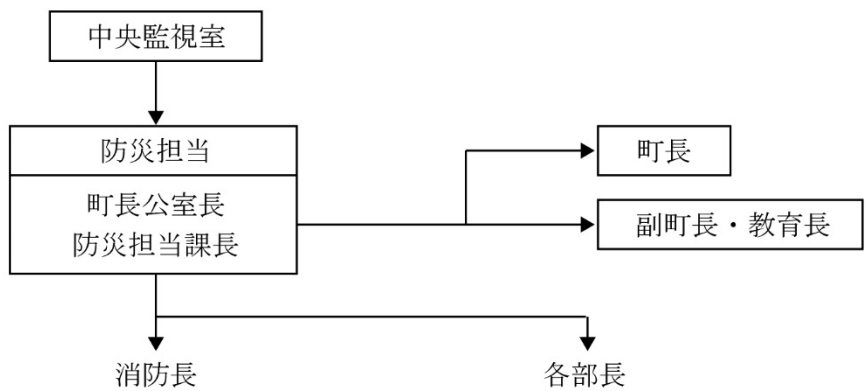 中央監視室
防災担当
町長公室長
防災担当課長
町長
副町長・教育長
消防長
各部長